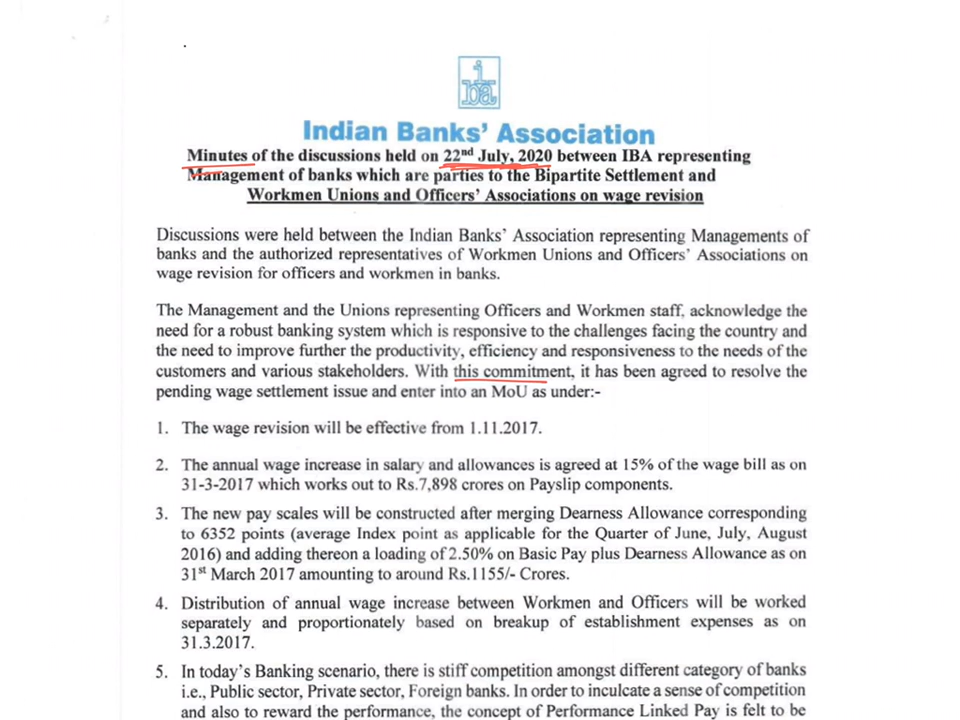 iba
Indian Banks' Association
Minutes of the discussions held on 22nd July, 2020 between IBA representing
Management of banks which are parties to the Bipartite Settlement and
Workmen Unions and Officers' Associations on wage revision
Discussions were held between the Indian Banks' Association representing Managements of
banks and the authorized representatives of Workmen Unions and Officers' Associations on
wage revision for officers and workmen in banks.
The Management and the Unions representing Officers and Workmen staff, acknowledge the
need for a robust banking system which is responsive to the challenges facing the country and
the need to improve further the productivity, efficiency and responsiveness to the needs of the
customers and various stakeholders. With this commitment, it has been agreed to resolve the
pending wage settlement issue and enter into an MoU as under:-
1. The wage revision will be effective from 1.11.2017.
2. The annual wage increase in salary and allowances is agreed at 15% of the wage bill as on
31-3-2017 which works out to Rs.7,898 crores on Payslip components.
3. The new pay scales will be constructed after merging Dearness Allowance corresponding
to 6352 points (average Index point as applicable for the Quarter of June, July, August
2016) and adding thereon a loading of 2.50% on Basic Pay plus Dearness Allowance as on
31st March 2017 amounting to around Rs.1155/- Crores.
4. Distribution of annual wage increase between Workmen and Officers will be worked
separately and proportionately based on breakup of establishment expenses as on
31.3.2017.
5. In today's Banking scenario, there is stiff competition amongst different category of banks
i.e., Public sector, Private sector, Foreign banks. In order to inculcate a sense of competition
and also to reward the performance, the concept of Performance Linked Pay is felt to be